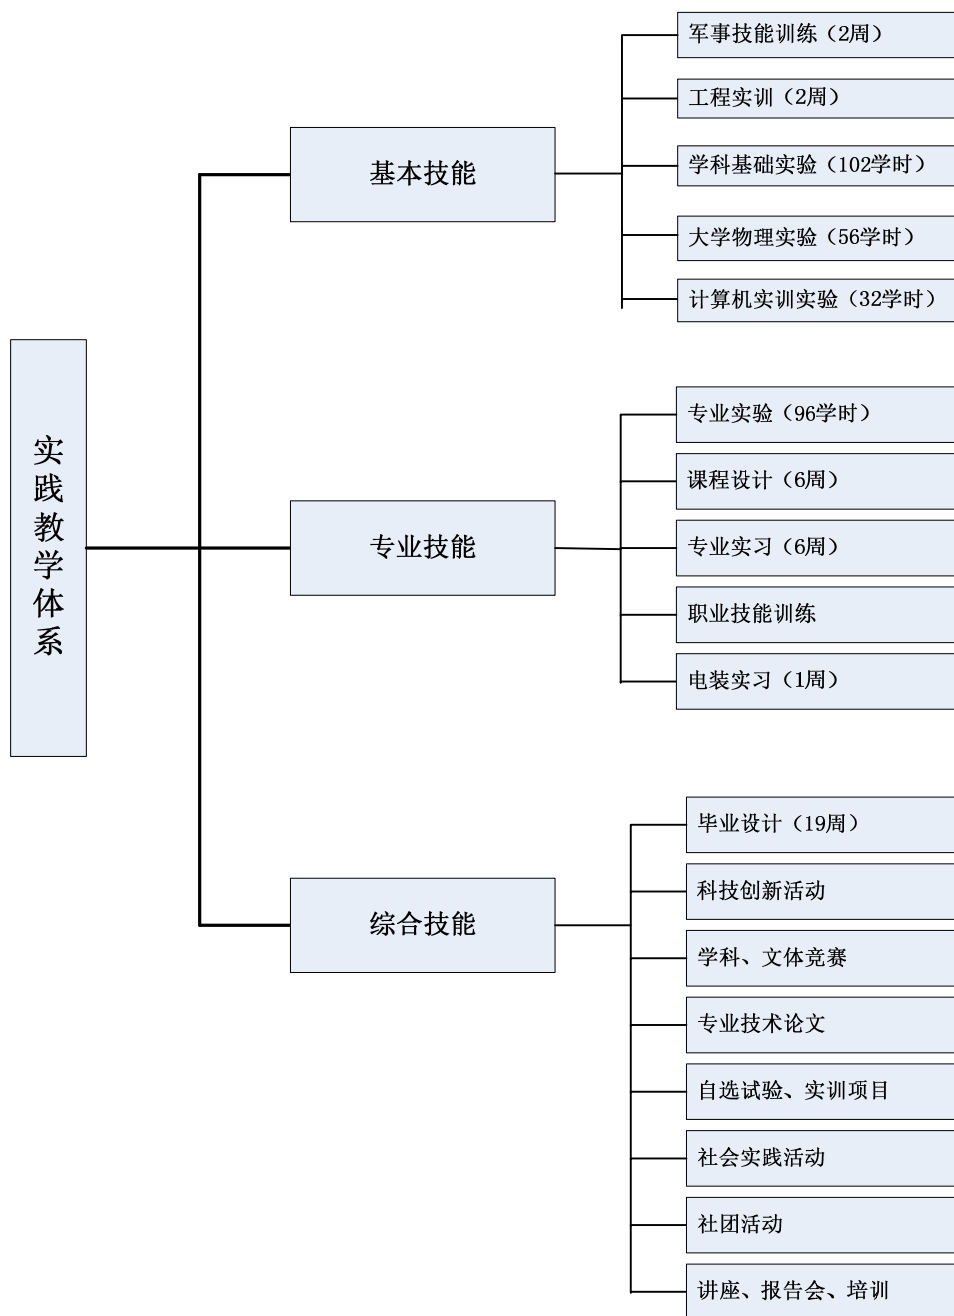 实践教学体系
基本技能
军事技能训练（2周）
工程实训（2周）
学科基础实验（102学时）
大学物理实验（56学时）
计算机实训实验（32学时）
专业技能
专业实验（96学时）
课程设计（6周）
专业实习（6周）
职业技能训练
电装实习（1周）
综合技能
毕业设计（19周）
科技创新活动
学科、文体竞赛
专业技术论文
自选试验、实训项目
社会实践活动
社团活动
讲座、报告会、培训